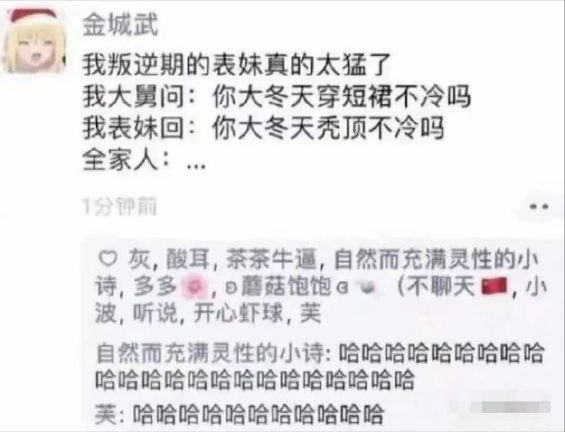 金城武
我叛逆期的表妹真的太猛了
我大舅问：你大冬天穿短裙不冷吗
我表妹回：你大冬天秃顶不冷吗
全家人：...
1分钟前
♡ 灰, 酸耳, 茶茶牛逼, 自然而充满灵性的小
诗, 多多🌸, ʚ蘑菇饱饱ɞ 🐚 （不聊天🇨🇳, 小
波, 听说, 开心虾球, 芙
自然而充满灵性的小诗: 哈哈哈哈哈哈哈哈哈
哈哈哈哈哈哈哈哈哈哈哈哈哈哈
芙: 哈哈哈哈哈哈哈哈哈哈哈